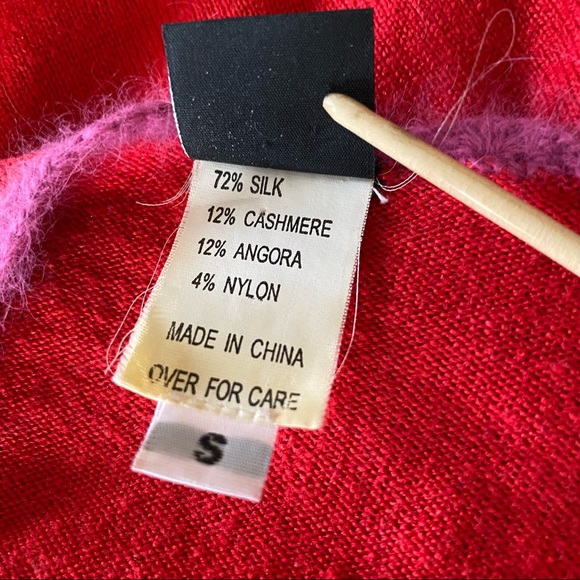 72% SILK
12% CASHMERE
12% ANGORA
4% NYLON
MADE IN CHINA
OVER FOR CARE
S